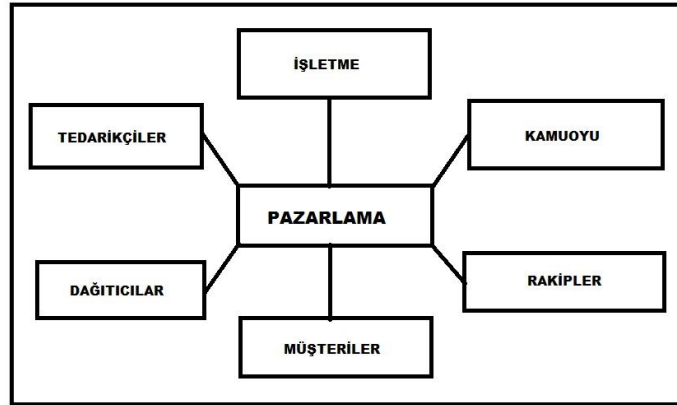 İŞLETME
TEDARİKÇİLER
KAMUOYU
PAZARLAMA
DAĞITICILAR
RAKİPLER
MÜŞTERİLER